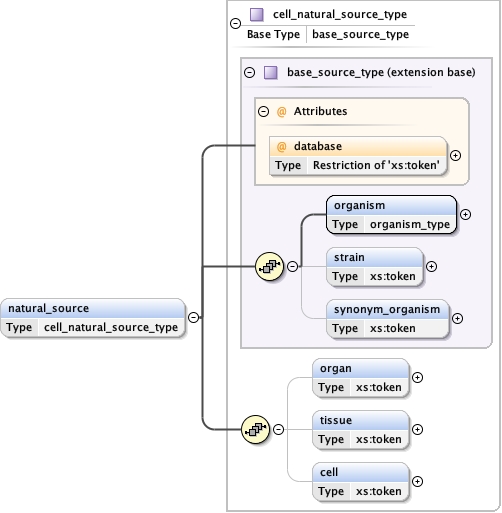 cell_natural_source_type
Base Type base_source_type
base_source_type (extension base)
@ Attributes
@ database
Type Restriction of 'xs:token'
organism
Type organism_type
strain
Type xs:token
synonym_organism
Type xs:token
natural_source
Type cell_natural_source_type
organ
Type xs:token
tissue
Type xs:token
cell
Type xs:token